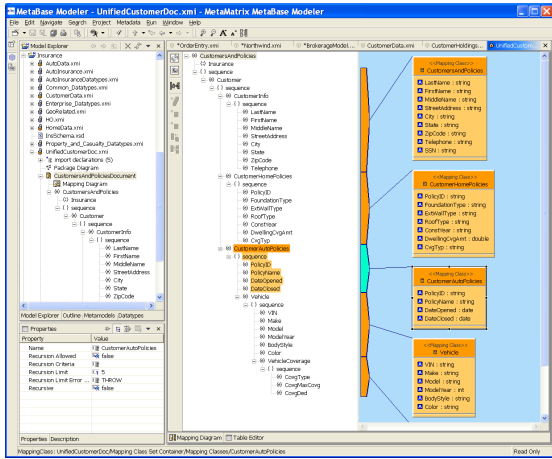 MetaBase Modeler - UnifiedCustomerDoc.xmi - MetaMatrix MetaBase Modeler
File Edit Navigate Search Project Metadata Run Window Help
Model Explorer
Insurance
AutoData.xmi
AutoInsurance.xmi
AutoInsuranceDatatypes.xmi
Common_Datatypes.xmi
CustomerData.xmi
Enterprise_Datatypes.xmi
GeoRelated.xmi
HO.xmi
HomeData.xmi
InsSchema.xsd
Property_and_Casualty_Datatypes.xmi
UnifiedCustomerDoc.xmi
import declarations (5)
Package Diagram
CustomersAndPoliciesDocument
Mapping Diagram
CustomersAndPolicies
Insurance
{ } sequence
Customer
{ } sequence
CustomerInfo
{ } sequence
LastName
FirstName
MiddleName
StreetAddress
City
State
ZipCode
Model Explorer Outline Metamodels Datatypes
Properties
Property Value
Name CustomerAutoPolicies
Recursion Allowed false
Recursion Criteria
Recursion Limit 5
Recursion Limit Error ... THROW
Recursive false
Properties Description
*OrderEntry.xmi *Northwind.xmi *BrokerageModel.... CustomerData.xmi CustomerHoldings... UnifiedCustom...
CustomersAndPolicies
Insurance
{ } sequence
Customer
{ } sequence
CustomerInfo
{ } sequence
LastName
FirstName
MiddleName
StreetAddress
City
State
ZipCode
Telephone
CustomerHomePolicies
{ } sequence
PolicyID
FoundationType
ExtWallType
RoofType
ConstYear
DwellingCvgAmt
CvgTyp
CustomerAutoPolicies
{ } sequence
PolicyID
PolicyName
DateOpened
DateClosed
Vehicle
{ } sequence
VIN
Make
Model
ModelYear
BodyStyle
Color
VehicleCoverage
{ } sequence
CovgType
CovgMaxCovg
CovgDed
<<Mapping Class>>
CustomersAndPolicies
LastName : string
FirstName : string
MiddleName : string
StreetAddress : string
City : string
State : string
ZipCode : string
Telephone : string
SSN : string
<<Mapping Class>>
CustomerHomePolicies
PolicyID : string
FoundationType : string
ExtWallType : string
RoofType : string
ConstYear : string
DwellingCvgAmt : double
CvgTyp : string
<<Mapping Class>>
CustomerAutoPolicies
PolicyID : string
PolicyName : string
DateOpened : date
DateClosed : date
<<Mapping Class>>
Vehicle
VIN : string
Make : string
Model : string
ModelYear : int
BodyStyle : string
Color : string
Mapping Diagram Table Editor
MappingClass: UnifiedCustomerDoc/Mapping Class Set Container/Mapping Classes/CustomerAutoPolicies
Read Only